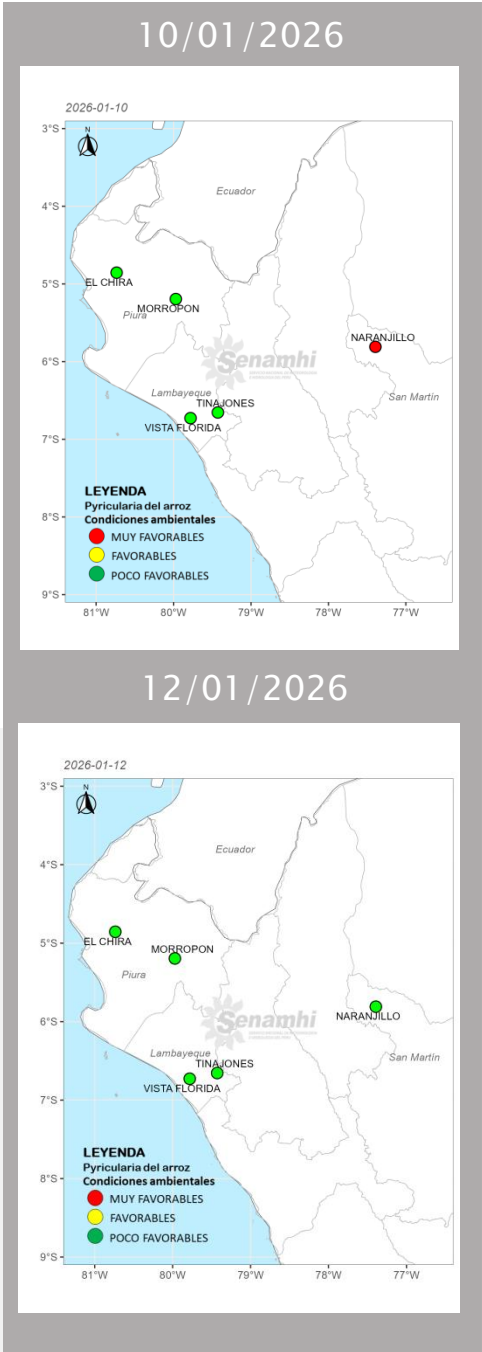 10/01/2026
2026-01-10
N
3°S
4°S
5°S
6°S
7°S
8°S
9°S
Ecuador
EL CHIRA
MORROPON
Piura
NARANJILLO
Senamhi
Lambayeque
TINAJONES
San Martín
VISTA FLORIDA
LEYENDA
Pyricularia del arroz
Condiciones ambientales
MUY FAVORABLES
FAVORABLES
POCO FAVORABLES
81°W 80°W 79°W 78°W 77°W
12/01/2026
2026-01-12
N
3°S
4°S
5°S
6°S
7°S
8°S
9°S
Ecuador
EL CHIRA
MORROPON
Piura
NARANJILLO
Senamhi
Lambayeque
TINAJONES
San Martín
VISTA FLORIDA
LEYENDA
Pyricularia del arroz
Condiciones ambientales
MUY FAVORABLES
FAVORABLES
POCO FAVORABLES
81°W 80°W 79°W 78°W 77°W